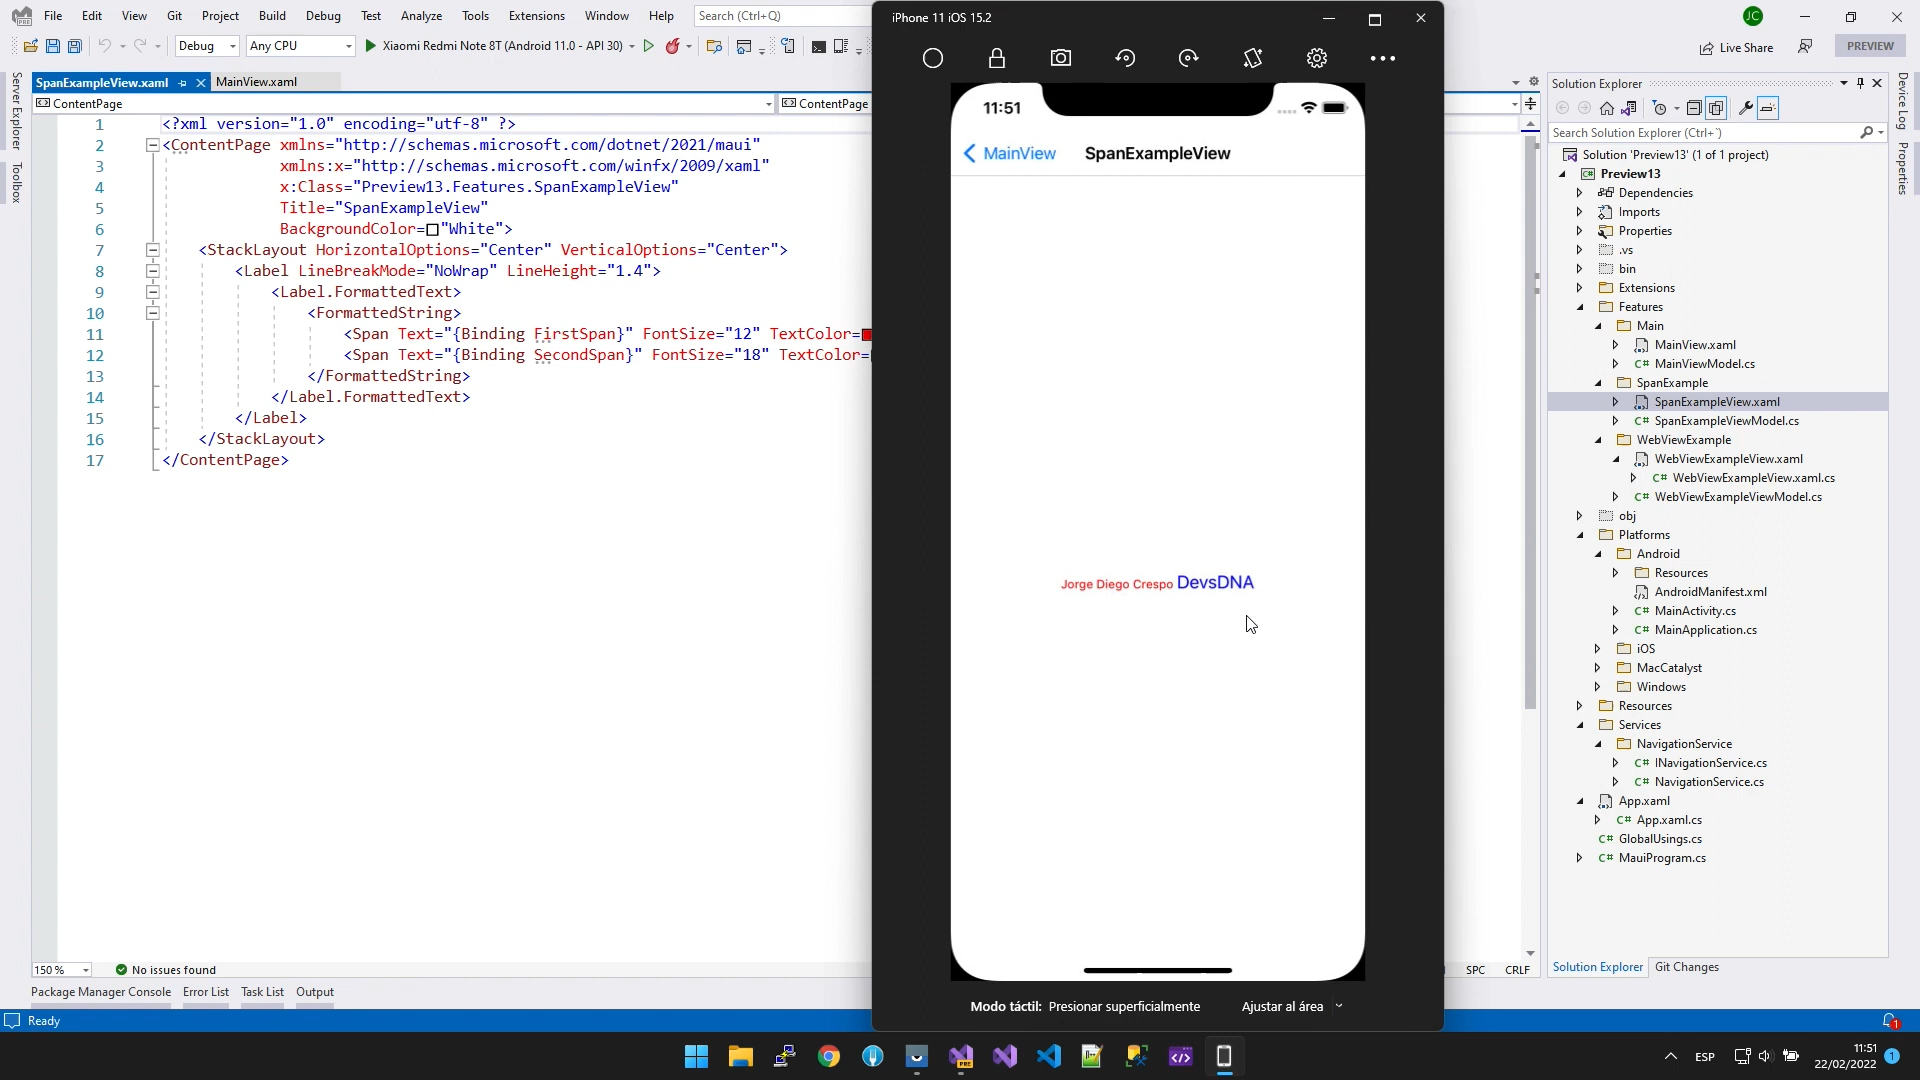 File Edit View Git Project Build Debug Test Analyze Tools Extensions Window Help Search (Ctrl+Q)
JC
Debug Any CPU Xiaomi Redmi Note 8T (Android 11.0 - API 30)
Live Share PREVIEW
Server Explorer
Toolbox
SpanExampleView.xaml MainView.xaml
ContentPage ContentPage
1 <?xml version="1.0" encoding="utf-8" ?>
2 <ContentPage xmlns="http://schemas.microsoft.com/dotnet/2021/maui"
3 xmlns:x="http://schemas.microsoft.com/winfx/2009/xaml"
4 x:Class="Preview13.Features.SpanExampleView"
5 Title="SpanExampleView"
6 BackgroundColor="White">
7 <StackLayout HorizontalOptions="Center" VerticalOptions="Center">
8 <Label LineBreakMode="NoWrap" LineHeight="1.4">
9 <Label.FormattedText>
10 <FormattedString>
11 <Span Text="{Binding FirstSpan}" FontSize="12" TextColor=
12 <Span Text="{Binding SecondSpan}" FontSize="18" TextColor=
13 </FormattedString>
14 </Label.FormattedText>
15 </Label>
16 </StackLayout>
17 </ContentPage>
150 % No issues found
SPC CRLF
Package Manager Console Error List Task List Output
Ready
iPhone 11 iOS 15.2
11:51
MainView SpanExampleView
Jorge Diego Crespo DevsDNA
Modo táctil: Presionar superficialmente Ajustar al área
Solution Explorer
Search Solution Explorer (Ctrl+`)
Solution 'Preview13' (1 of 1 project)
Preview13
Dependencies
Imports
Properties
.vs
bin
Extensions
Features
Main
MainView.xaml
C# MainViewModel.cs
SpanExample
SpanExampleView.xaml
C# SpanExampleViewModel.cs
WebViewExample
WebViewExampleView.xaml
C# WebViewExampleView.xaml.cs
C# WebViewExampleViewModel.cs
obj
Platforms
Android
Resources
AndroidManifest.xml
C# MainActivity.cs
C# MainApplication.cs
iOS
MacCatalyst
Windows
Resources
Services
NavigationService
C# INavigationService.cs
C# NavigationService.cs
App.xaml
C# App.xaml.cs
C# GlobalUsings.cs
C# MauiProgram.cs
Solution Explorer Git Changes
Device Log
Properties
1
PRE
ESP
11:51
22/02/2022
1